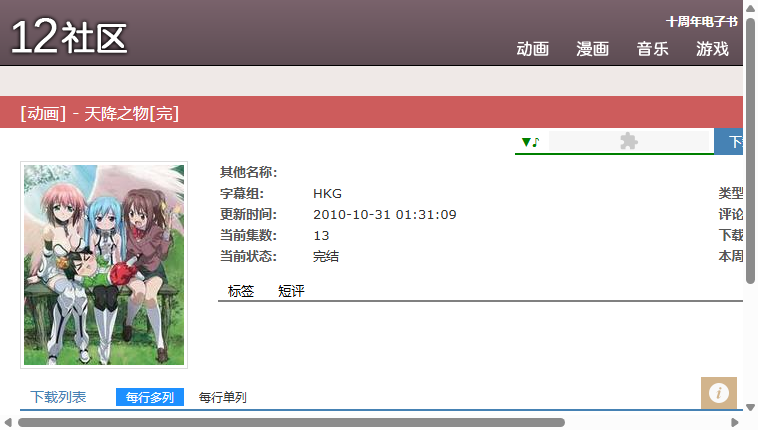 12社区
十周年电子书
动画 漫画 音乐 游戏
[动画] - 天降之物[完]
▼♪
其他名称:
字幕组: HKG 类型
更新时间: 2010-10-31 01:31:09 评论
当前集数: 13 下载
当前状态: 完结 本周
标签 短评
下载列表 每行多列 每行单列